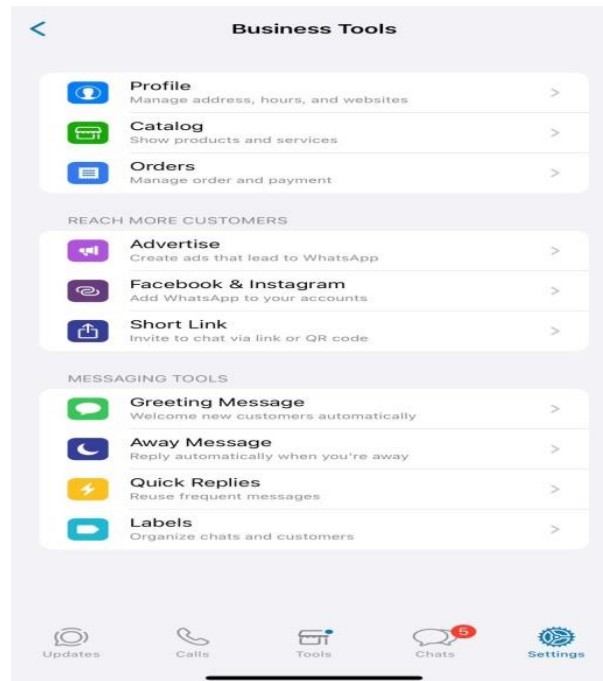 Business Tools
Profile
Manage address, hours, and websites
Catalog
Show products and services
Orders
Manage order and payment
REACH MORE CUSTOMERS
Advertise
Create ads that lead to WhatsApp
Facebook & Instagram
Add WhatsApp to your accounts
Short Link
Invite to chat via link or QR code
MESSAGING TOOLS
Greeting Message
Welcome new customers automatically
Away Message
Reply automatically when you're away
Quick Replies
Reuse frequent messages
Labels
Organize chats and customers
5
Updates Calls Tools Chats Settings